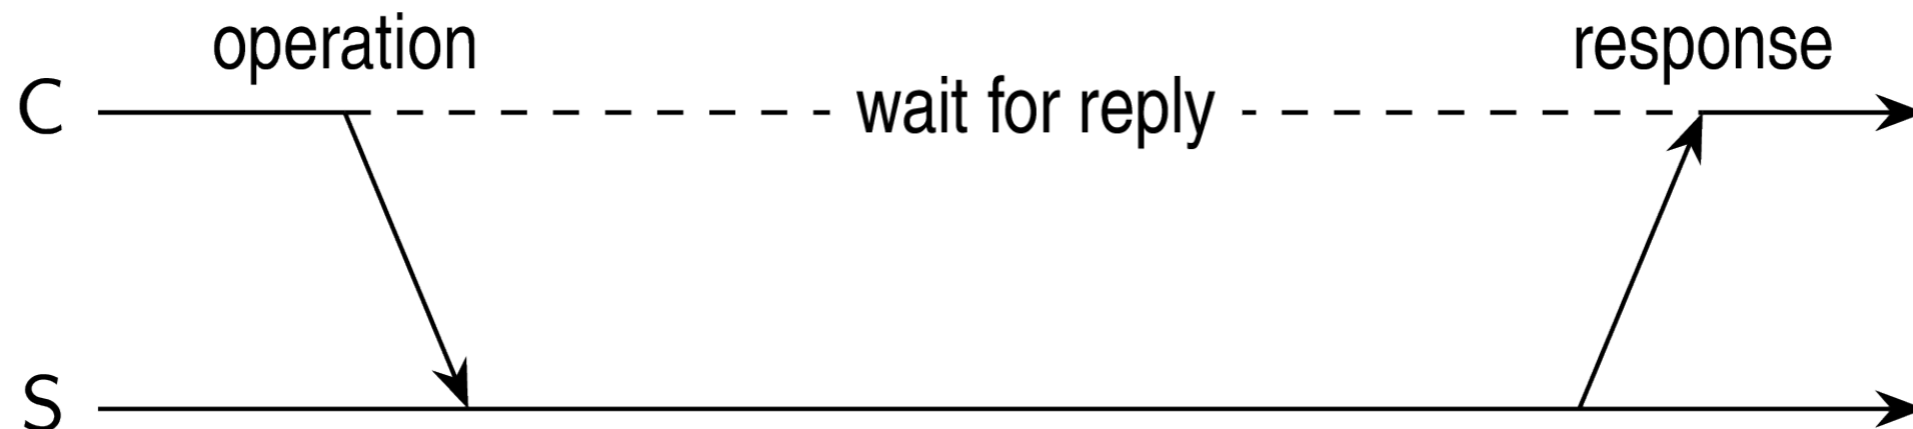 operation
response
C
wait for reply
S